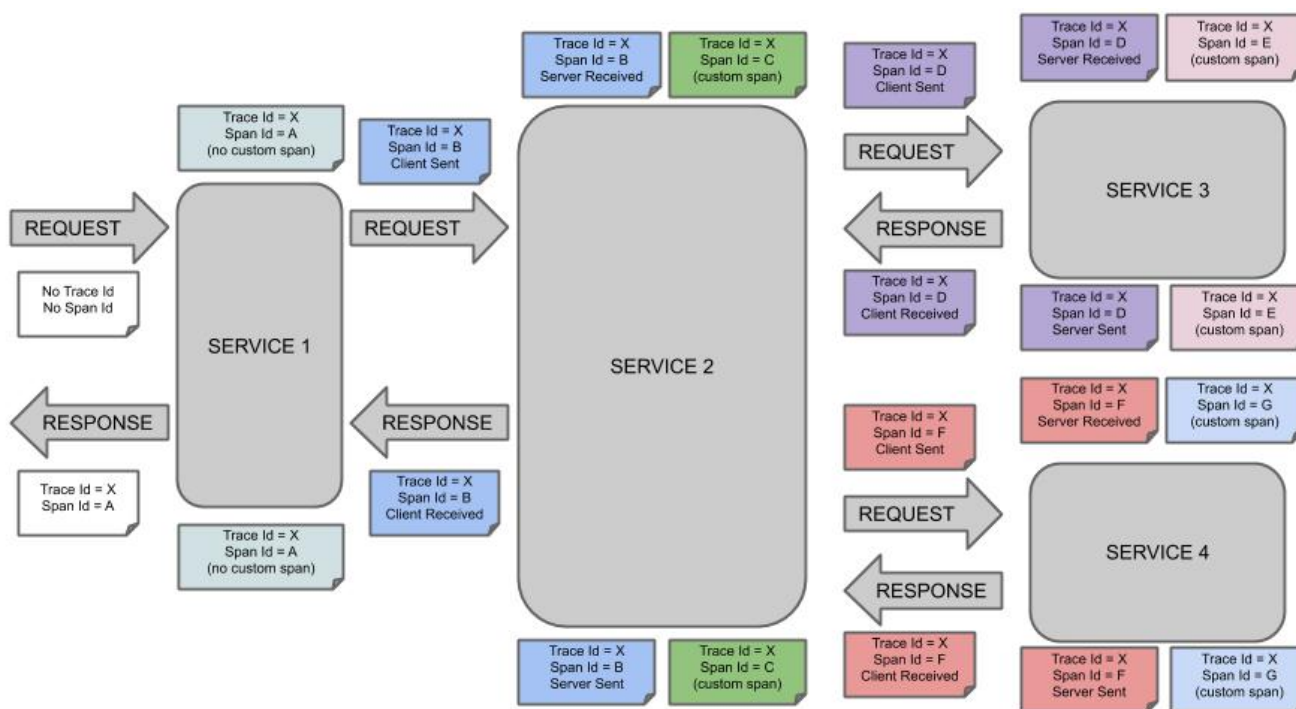 Trace Id = X
Span Id = B
Server Received
Trace Id = X
Span Id = C
(custom span)
Trace Id = X
Span Id = D
Client Sent
Trace Id = X
Span Id = D
Server Received
Trace Id = X
Span Id = E
(custom span)
Trace Id = X
Span Id = A
(no custom span)
Trace Id = X
Span Id = B
Client Sent
REQUEST
REQUEST
REQUEST
SERVICE 3
RESPONSE
No Trace Id
No Span Id
Trace Id = X
Span Id = D
Client Received
Trace Id = X
Span Id = D
Server Sent
Trace Id = X
Span Id = E
(custom span)
SERVICE 1
SERVICE 2
RESPONSE
RESPONSE
Trace Id = X
Span Id = F
Client Sent
Trace Id = X
Span Id = F
Server Received
Trace Id = X
Span Id = G
(custom span)
Trace Id = X
Span Id = A
Trace Id = X
Span Id = B
Client Received
REQUEST
SERVICE 4
Trace Id = X
Span Id = A
(no custom span)
RESPONSE
Trace Id = X
Span Id = B
Server Sent
Trace Id = X
Span Id = C
(custom span)
Trace Id = X
Span Id = F
Client Received
Trace Id = X
Span Id = F
Server Sent
Trace Id = X
Span Id = G
(custom span)